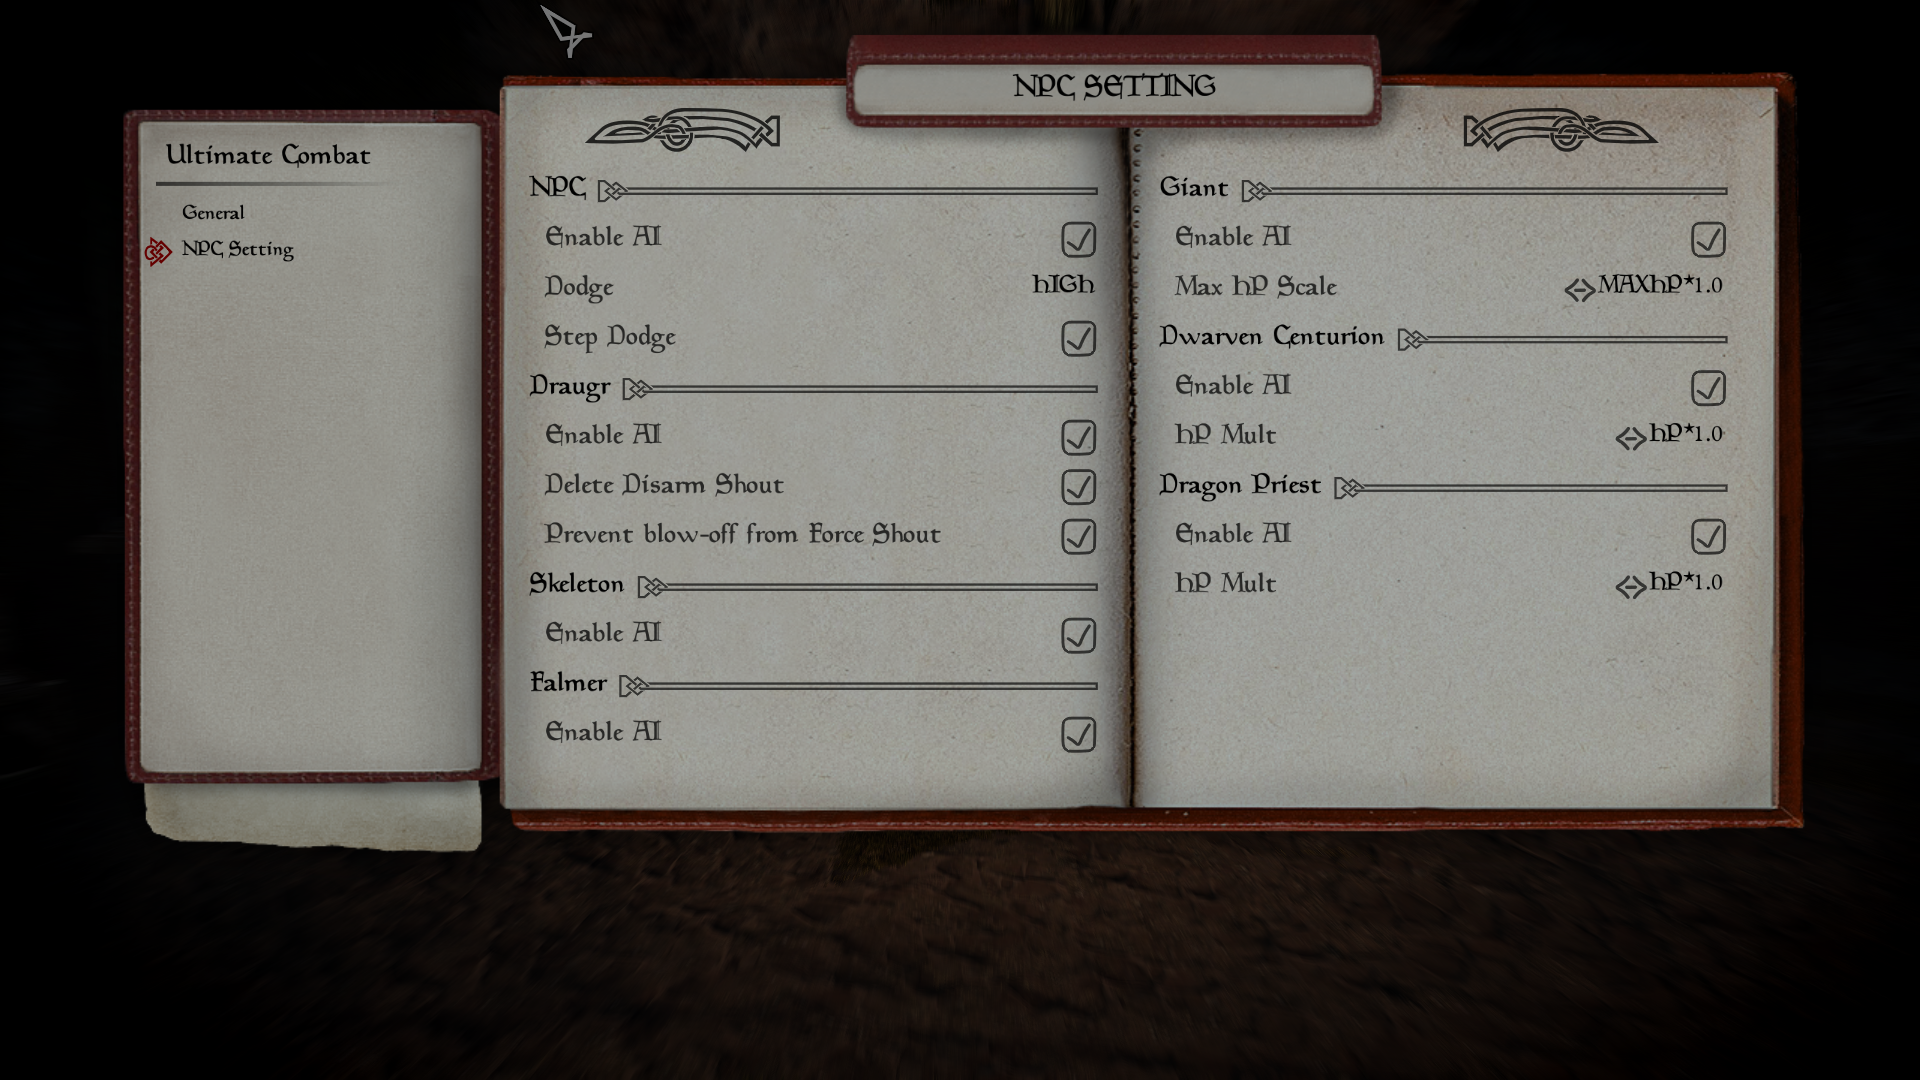 NPC SETTING
Ultimate Combat
General
NPC Setting
NPC
Enable AI
Dodge hIGh
Step Dodge
Draugr
Enable AI
Delete Disarm Shout
Prevent blow-off from Force Shout
Skeleton
Enable AI
Falmer
Enable AI
Giant
Enable AI
Max hP Scale MAXhP*1.0
Dwarven Centurion
Enable AI
hP Mult hP*1.0
Dragon Priest
Enable AI
hP Mult hP*1.0